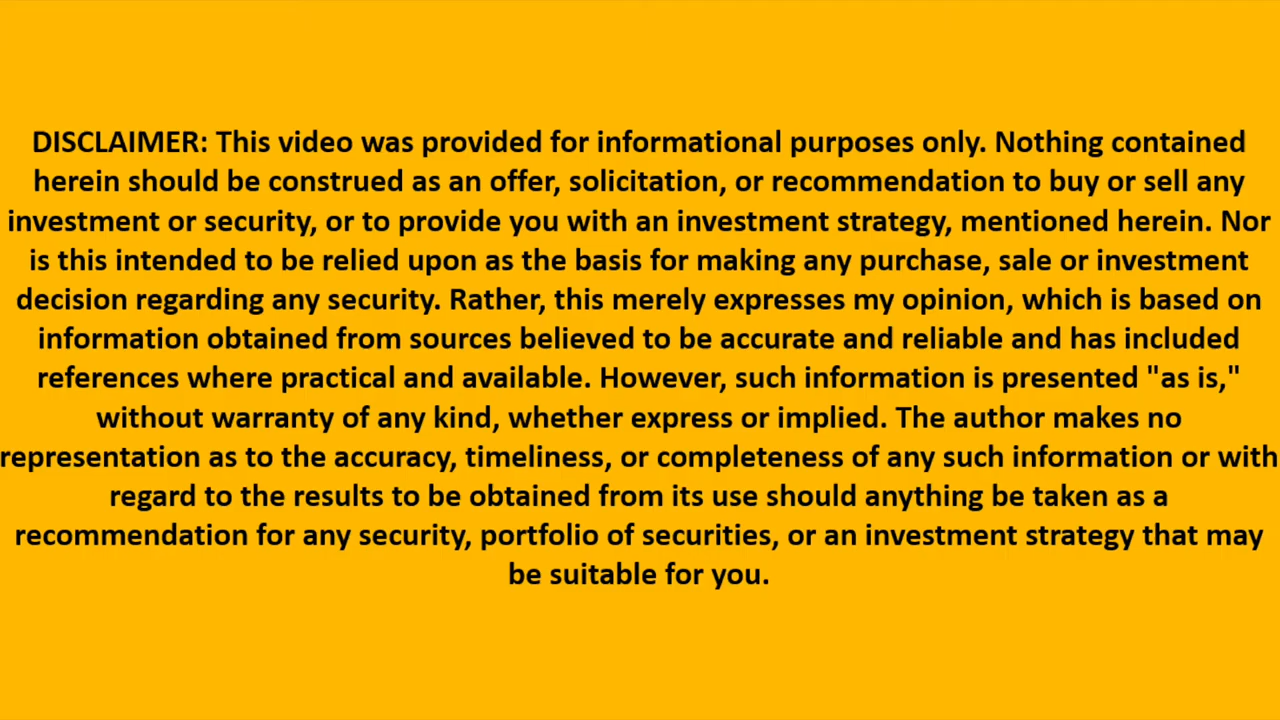 DISCLAIMER: This video was provided for informational purposes only. Nothing contained
herein should be construed as an offer, solicitation, or recommendation to buy or sell any
investment or security, or to provide you with an investment strategy, mentioned herein. Nor
is this intended to be relied upon as the basis for making any purchase, sale or investment
decision regarding any security. Rather, this merely expresses my opinion, which is based on
information obtained from sources believed to be accurate and reliable and has included
references where practical and available. However, such information is presented "as is,"
without warranty of any kind, whether express or implied. The author makes no
representation as to the accuracy, timeliness, or completeness of any such information or with
regard to the results to be obtained from its use should anything be taken as a
recommendation for any security, portfolio of securities, or an investment strategy that may
be suitable for you.